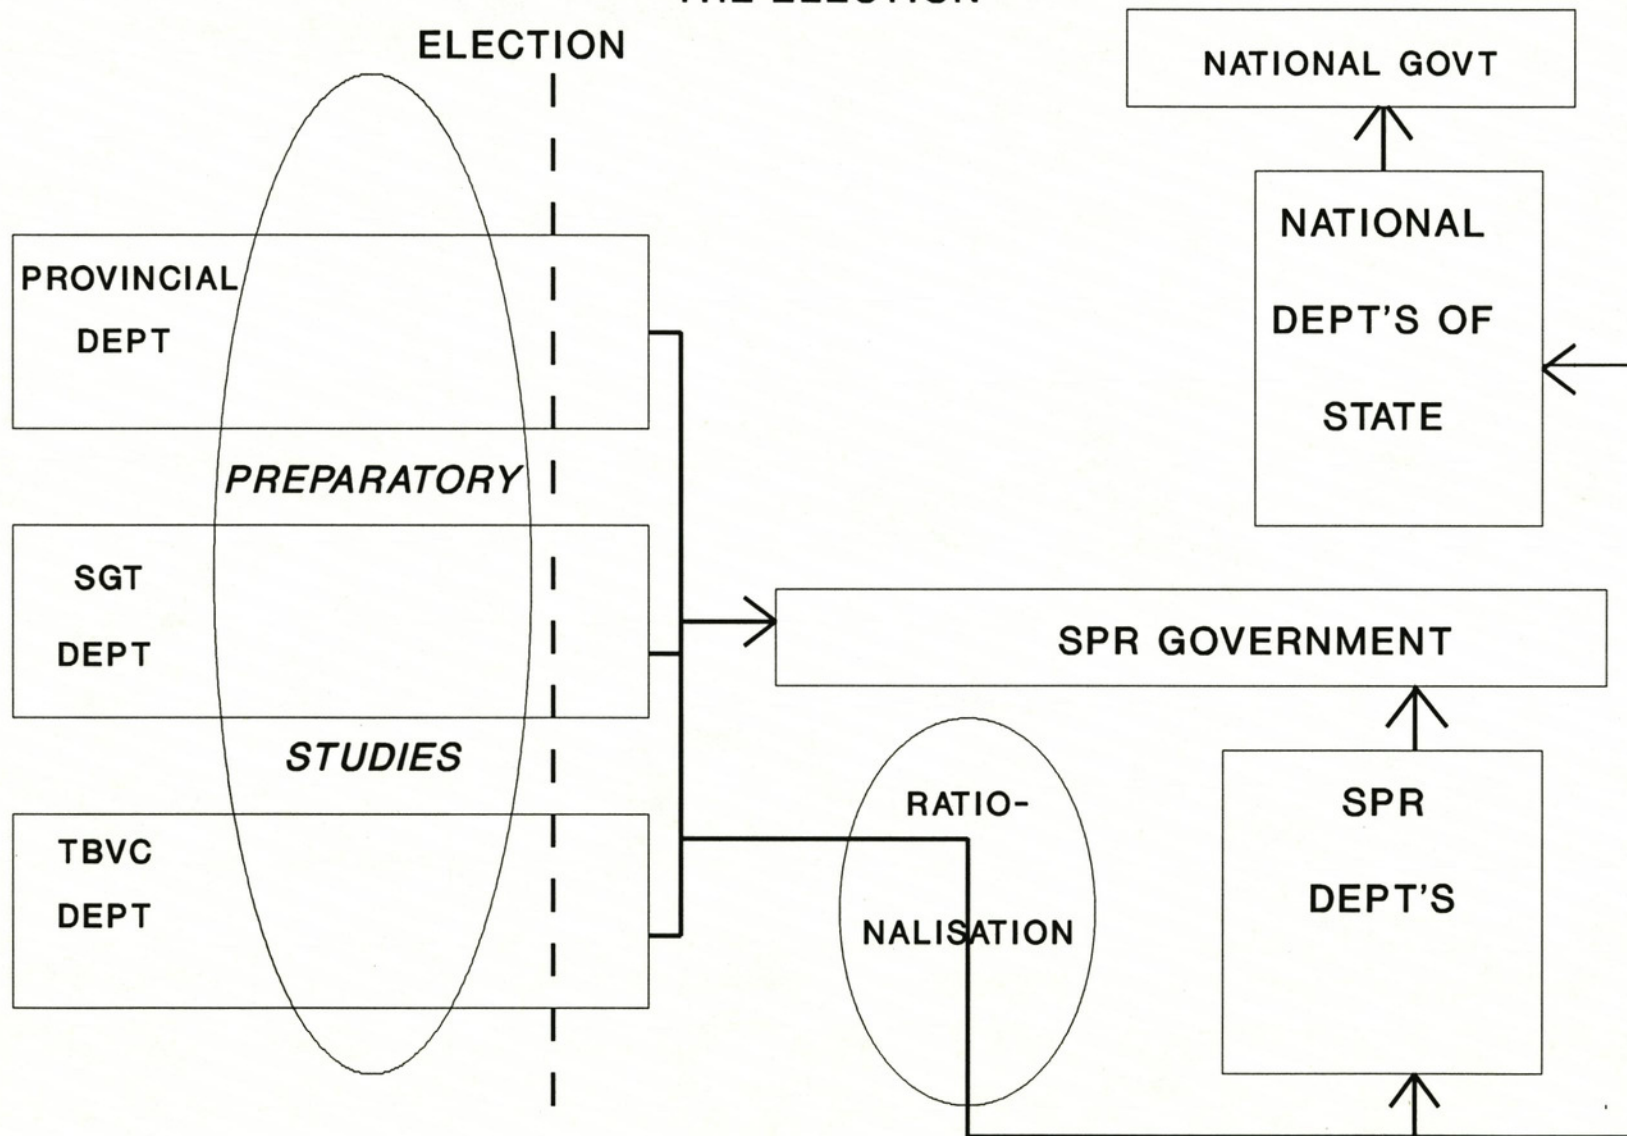 THE ELECTION
ELECTION
NATIONAL GOVT
NATIONAL
DEPT'S OF
STATE
PROVINCIAL
DEPT
PREPARATORY
SGT
DEPT
STUDIES
TBVC
DEPT
SPR GOVERNMENT
RATIO-
NALISATION
SPR
DEPT'S